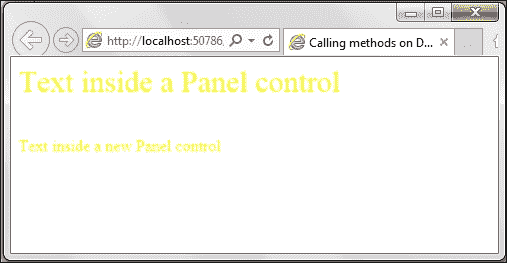 http://localhost:50786,
Calling methods on D...
Text inside a Panel control
Text inside a new Panel control